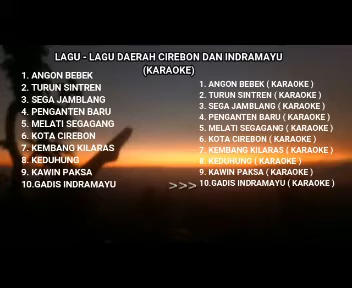 LAGU - LAGU DAERAH CIREBON DAN INDRAMAYU
(KARAOKE)
1. ANGON BEBEK
2. TURUN SINTREN
3. SEGA JAMBLANG
4. PENGANTEN BARU
5. MELATI SEGAGANG
6. KOTA CIREBON
7. KEMBANG KILARAS
8. KEDUHUNG
9. KAWIN PAKSA
10.GADIS INDRAMAYU
>>>
1. ANGON BEBEK ( KARAOKE )
2. TURUN SINTREN ( KARAOKE )
3. SEGA JAMBLANG ( KARAOKE )
4. PENGANTEN BARU ( KARAOKE )
5. MELATI SEGAGANG ( KARAOKE )
6. KOTA CIREBON ( KARAOKE )
7. KEMBANG KILARAS ( KARAOKE )
8. KEDUHUNG ( KARAOKE )
9. KAWIN PAKSA ( KARAOKE )
10.GADIS INDRAMAYU ( KARAOKE )